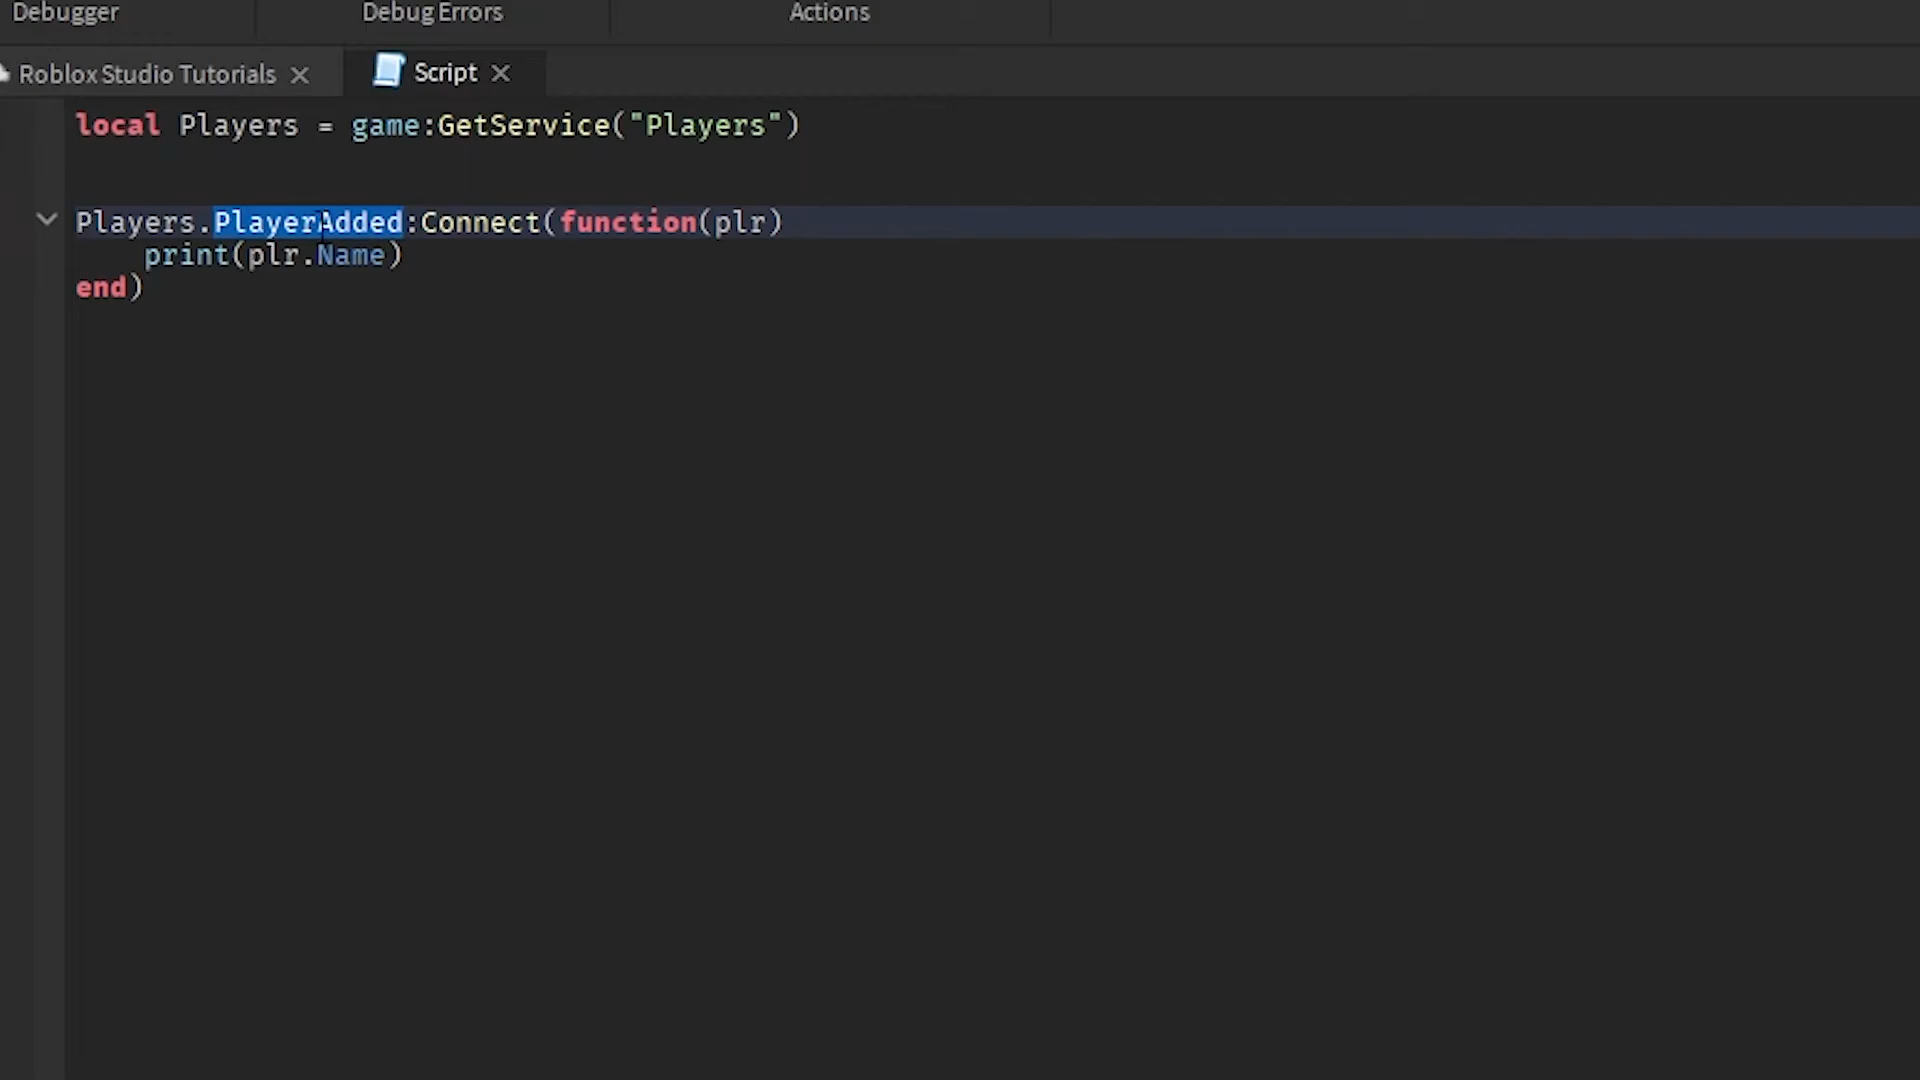 Debugger Debug Errors Actions
Roblox Studio Tutorials Script
local Players = game:GetService("Players")
Players.PlayerAdded:Connect(function(plr)
print(plr.Name)
end)